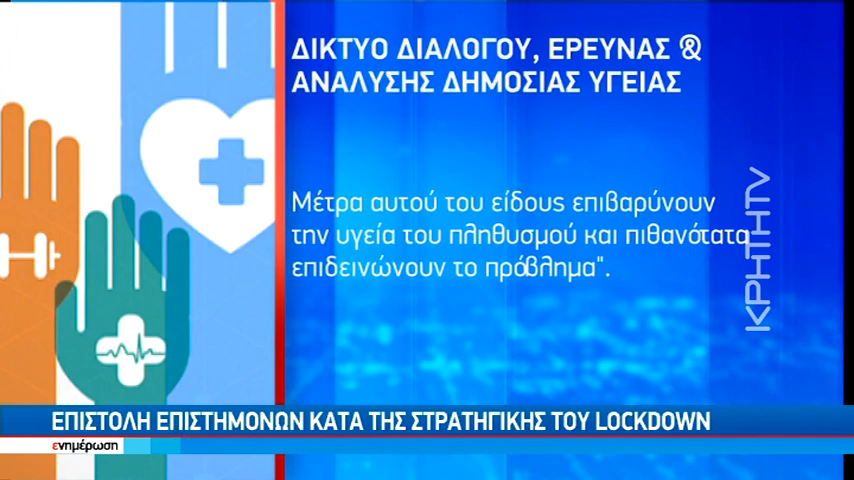 ΔΙΚΤΥΟ ΔΙΑΛΟΓΟΥ, ΕΡΕΥΝΑΣ &
ΑΝΑΛΥΣΗΣ ΔΗΜΟΣΙΑΣ ΥΓΕΙΑΣ
Μέτρα αυτού του είδους επιβαρύνουν
την υγεία του πληθυσμού και πιθανότατα
επιδεινώνουν το πρόβλημα".
ΚΡΗΤΗTV
ΕΠΙΣΤΟΛΗ ΕΠΙΣΤΗΜΟΝΩΝ ΚΑΤΑ ΤΗΣ ΣΤΡΑΤΗΓΙΚΗΣ ΤΟΥ LOCKDOWN
ενημέρωση